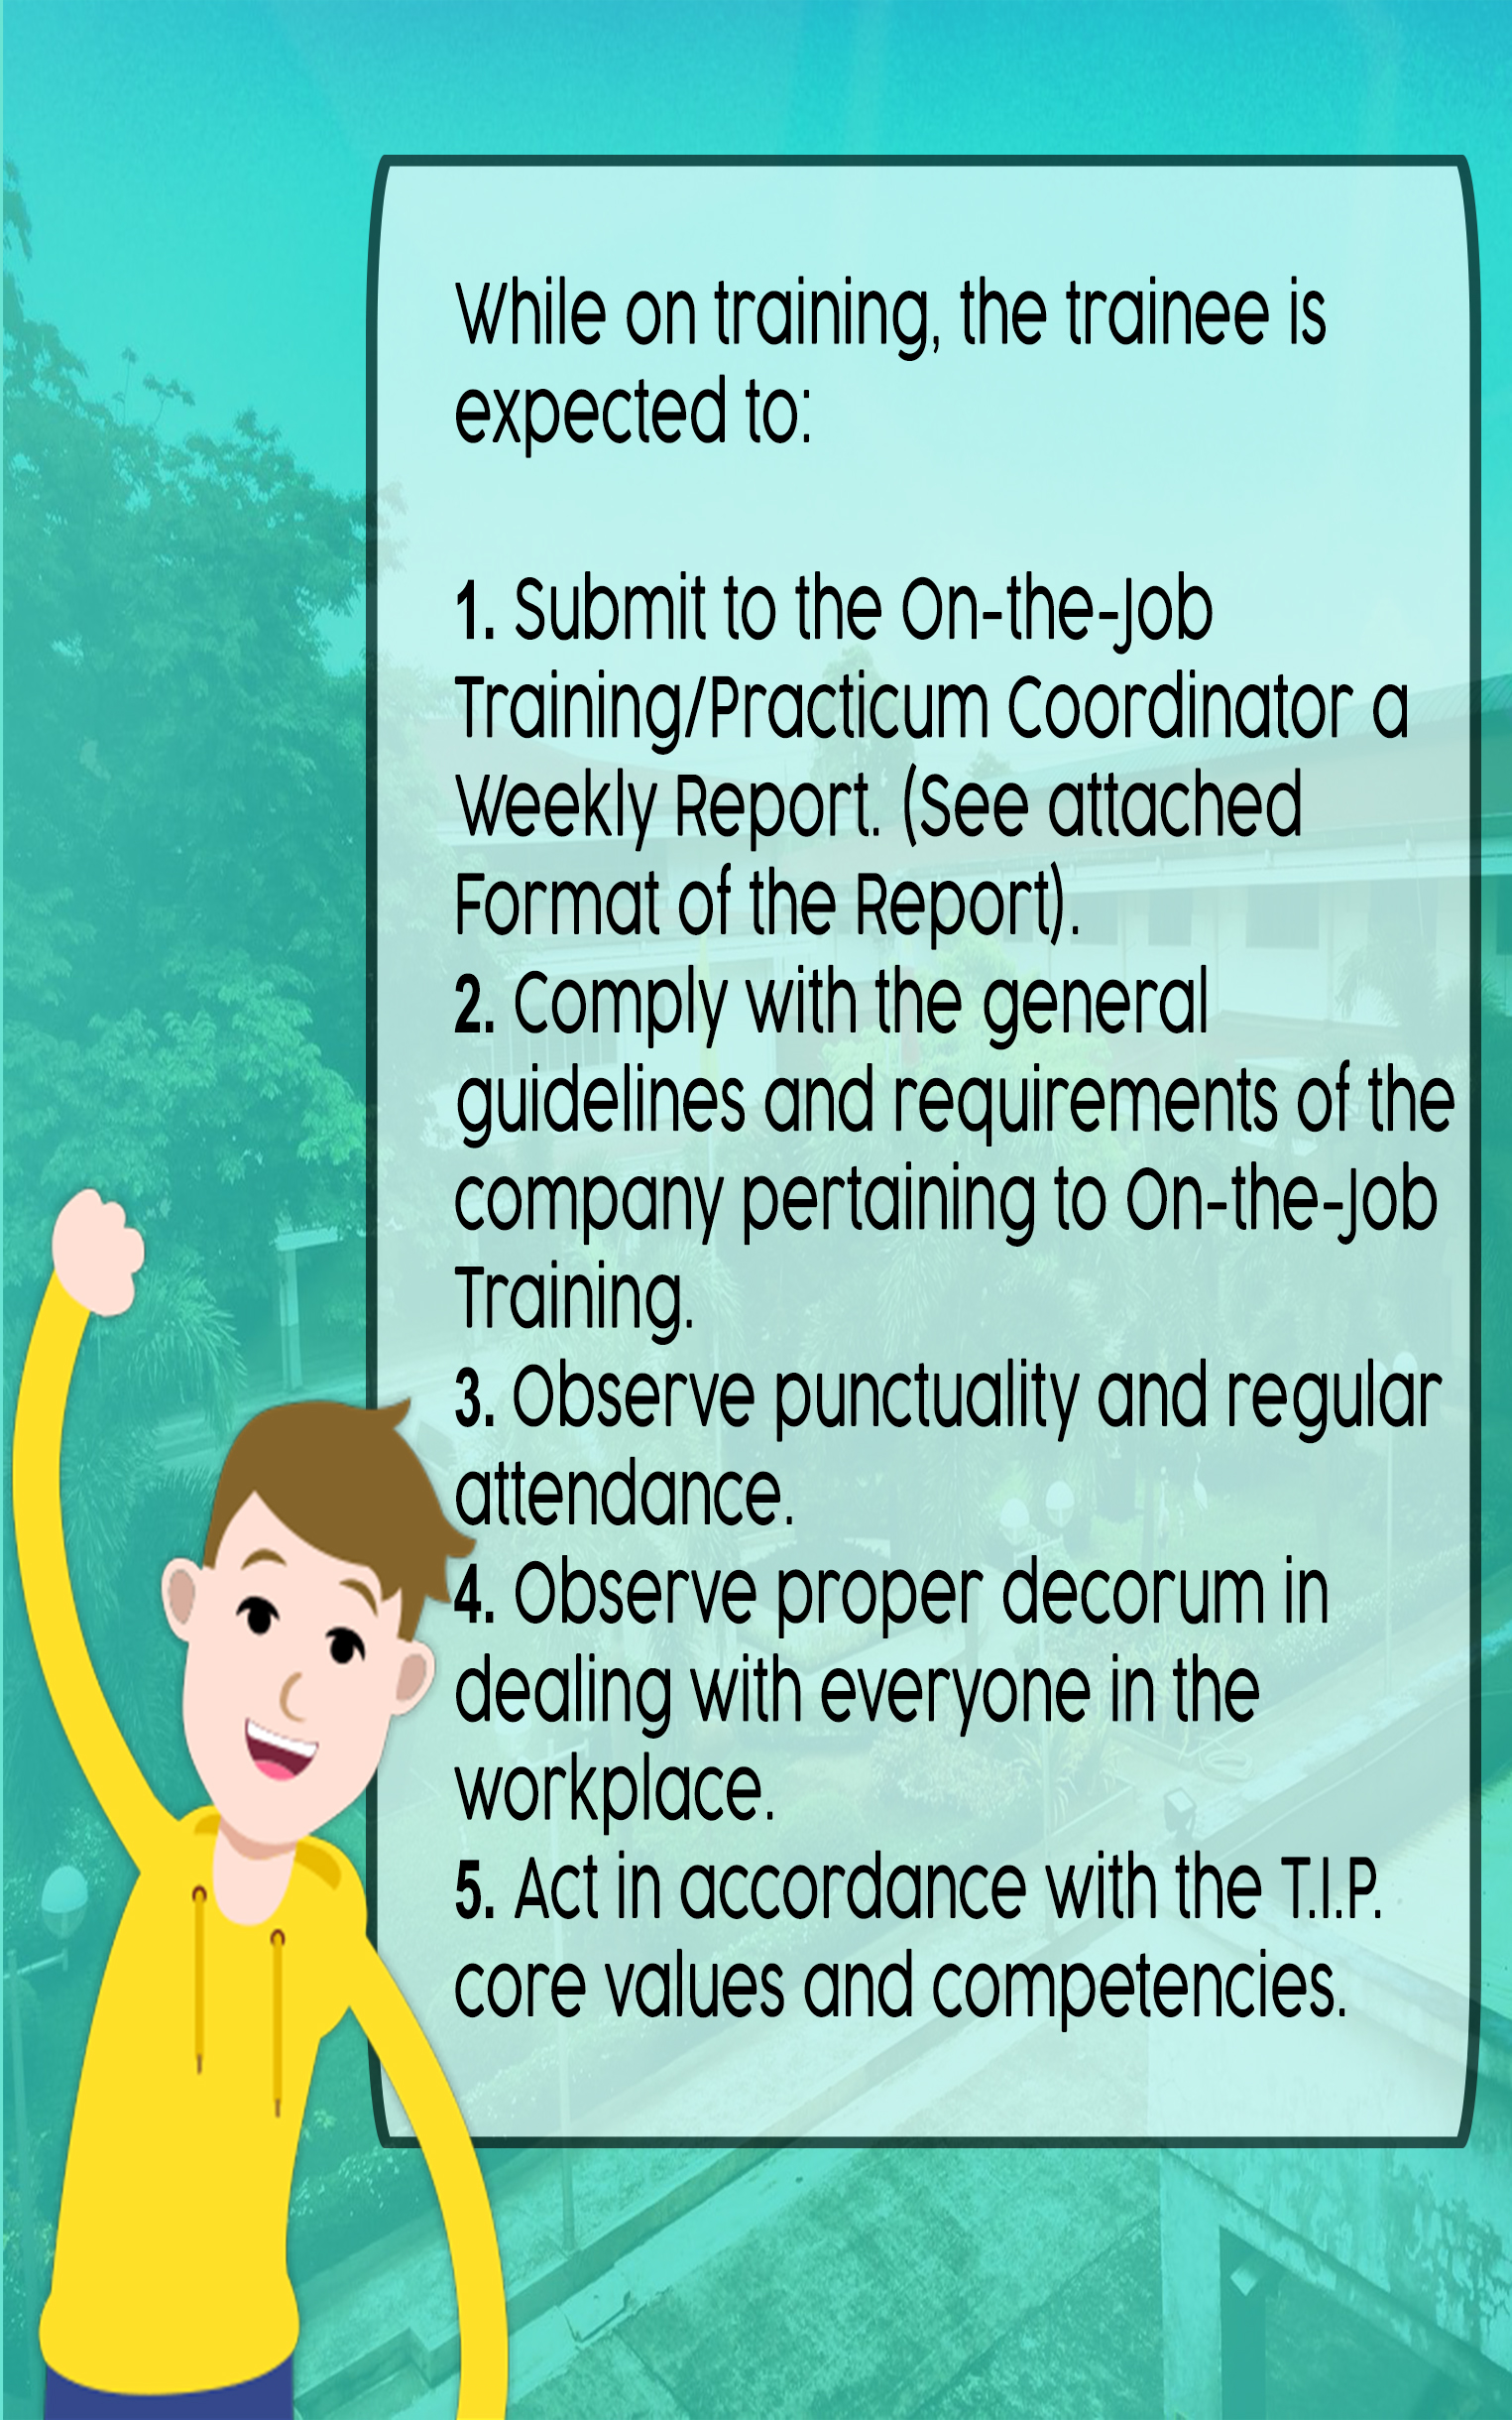 While on training, the trainee is
expected to:
1. Submit to the On-the-Job
Training/Practicum Coordinator a
Weekly Report. (See attached
Format of the Report).
2. Comply with the general
guidelines and requirements of the
company pertaining to On-the-Job
Training.
3. Observe punctuality and regular
attendance.
4. Observe proper decorum in
dealing with everyone in the
workplace.
5. Act in accordance with the T.I.P.
core values and competencies.